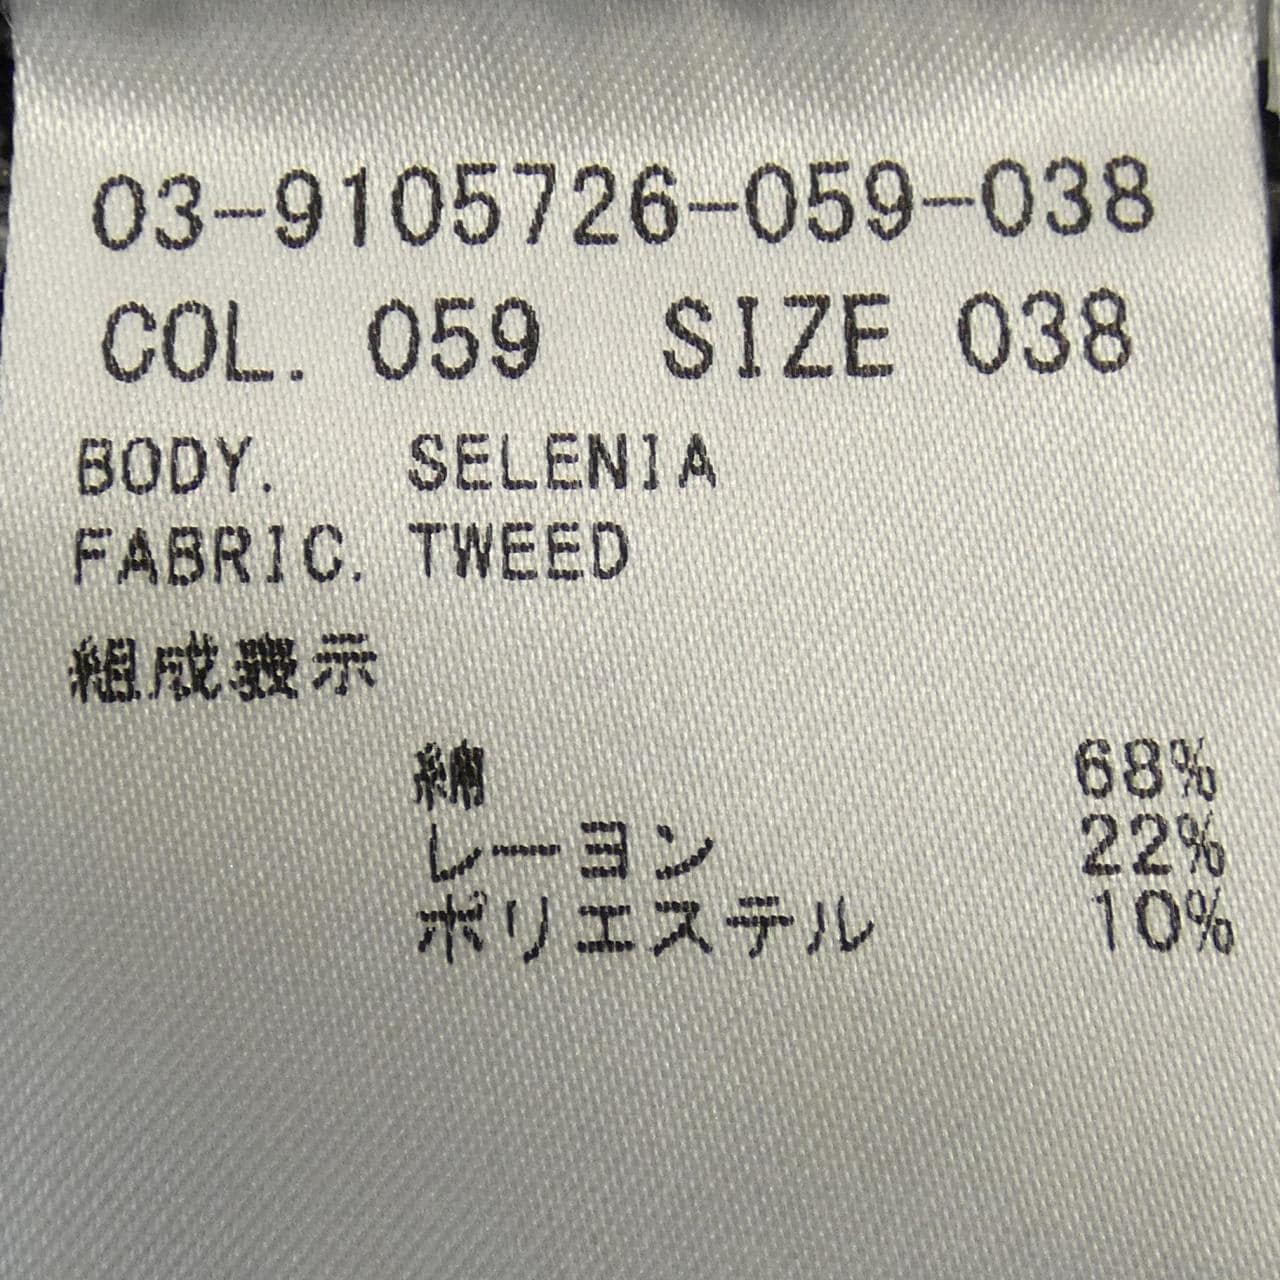 03-9105726-059-038
COL. 059 SIZE 038
BODY. SELENIA
FABRIC. TWEED
組成表示
綿 68%
レーヨン 22%
ポリエステル 10%